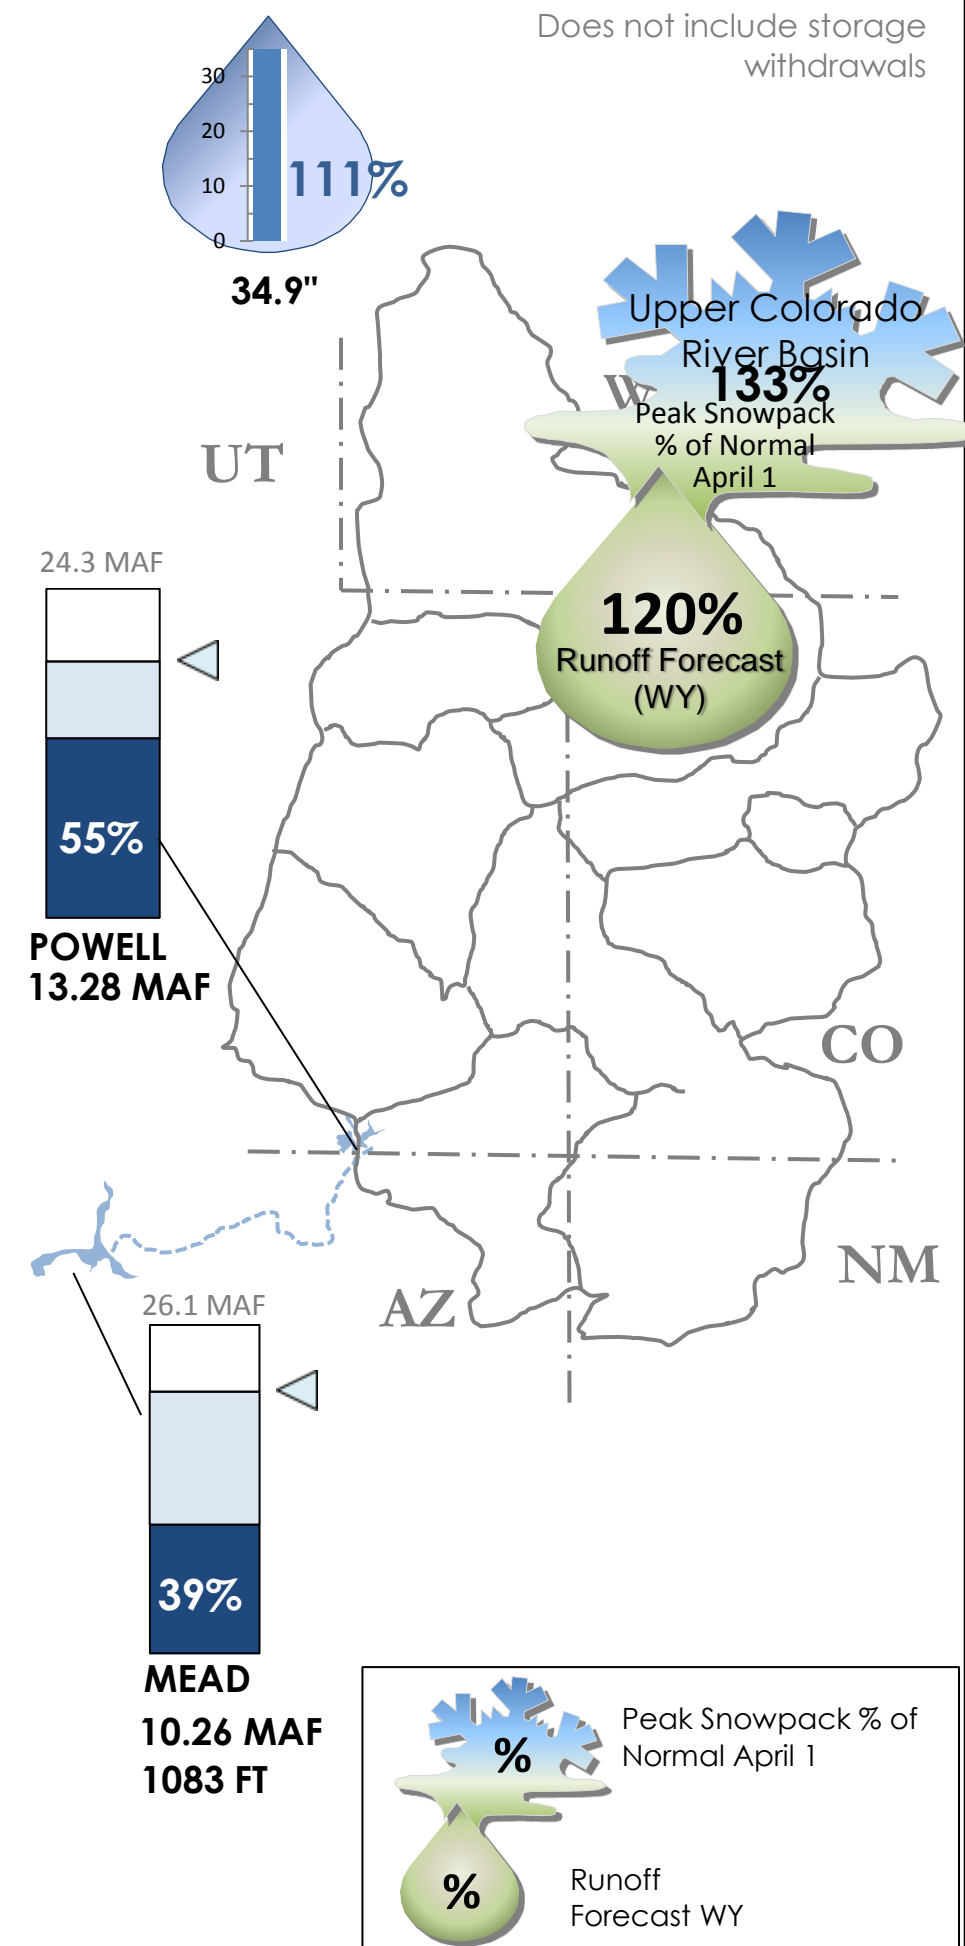 Does not include storage
withdrawals
30
20
10
0
111%
34.9"
Upper Colorado
River Basin
133%
Peak Snowpack
% of Normal
April 1
UT
24.3 MAF
120%
Runoff Forecast
(WY)
55%
POWELL
13.28 MAF
CO
NM
AZ
26.1 MAF
39%
MEAD
10.26 MAF
1083 FT
%
Peak Snowpack % of
Normal April 1
%
Runoff
Forecast WY